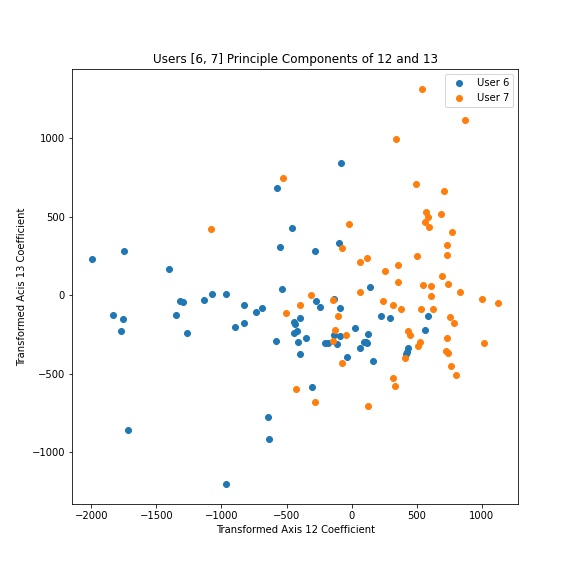 Users [6, 7] Principle Components of 12 and 13
User 6
User 7
1000
500
0
−500
−1000
Transformed Acis 13 Coefficient
−2000 −1500 −1000 −500 0 500 1000
Transformed Axis 12 Coefficient